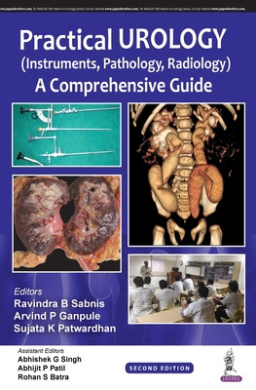 Practical UROLOGY
(Instruments, Pathology, Radiology)
A Comprehensive Guide
Editors
Ravindra B Sabnis
Arvind P Ganpule
Sujata K Patwardhan
Assistant Editors
Abhishek G Singh
Abhijit P Patil
Rohan S Batra
SECOND EDITION